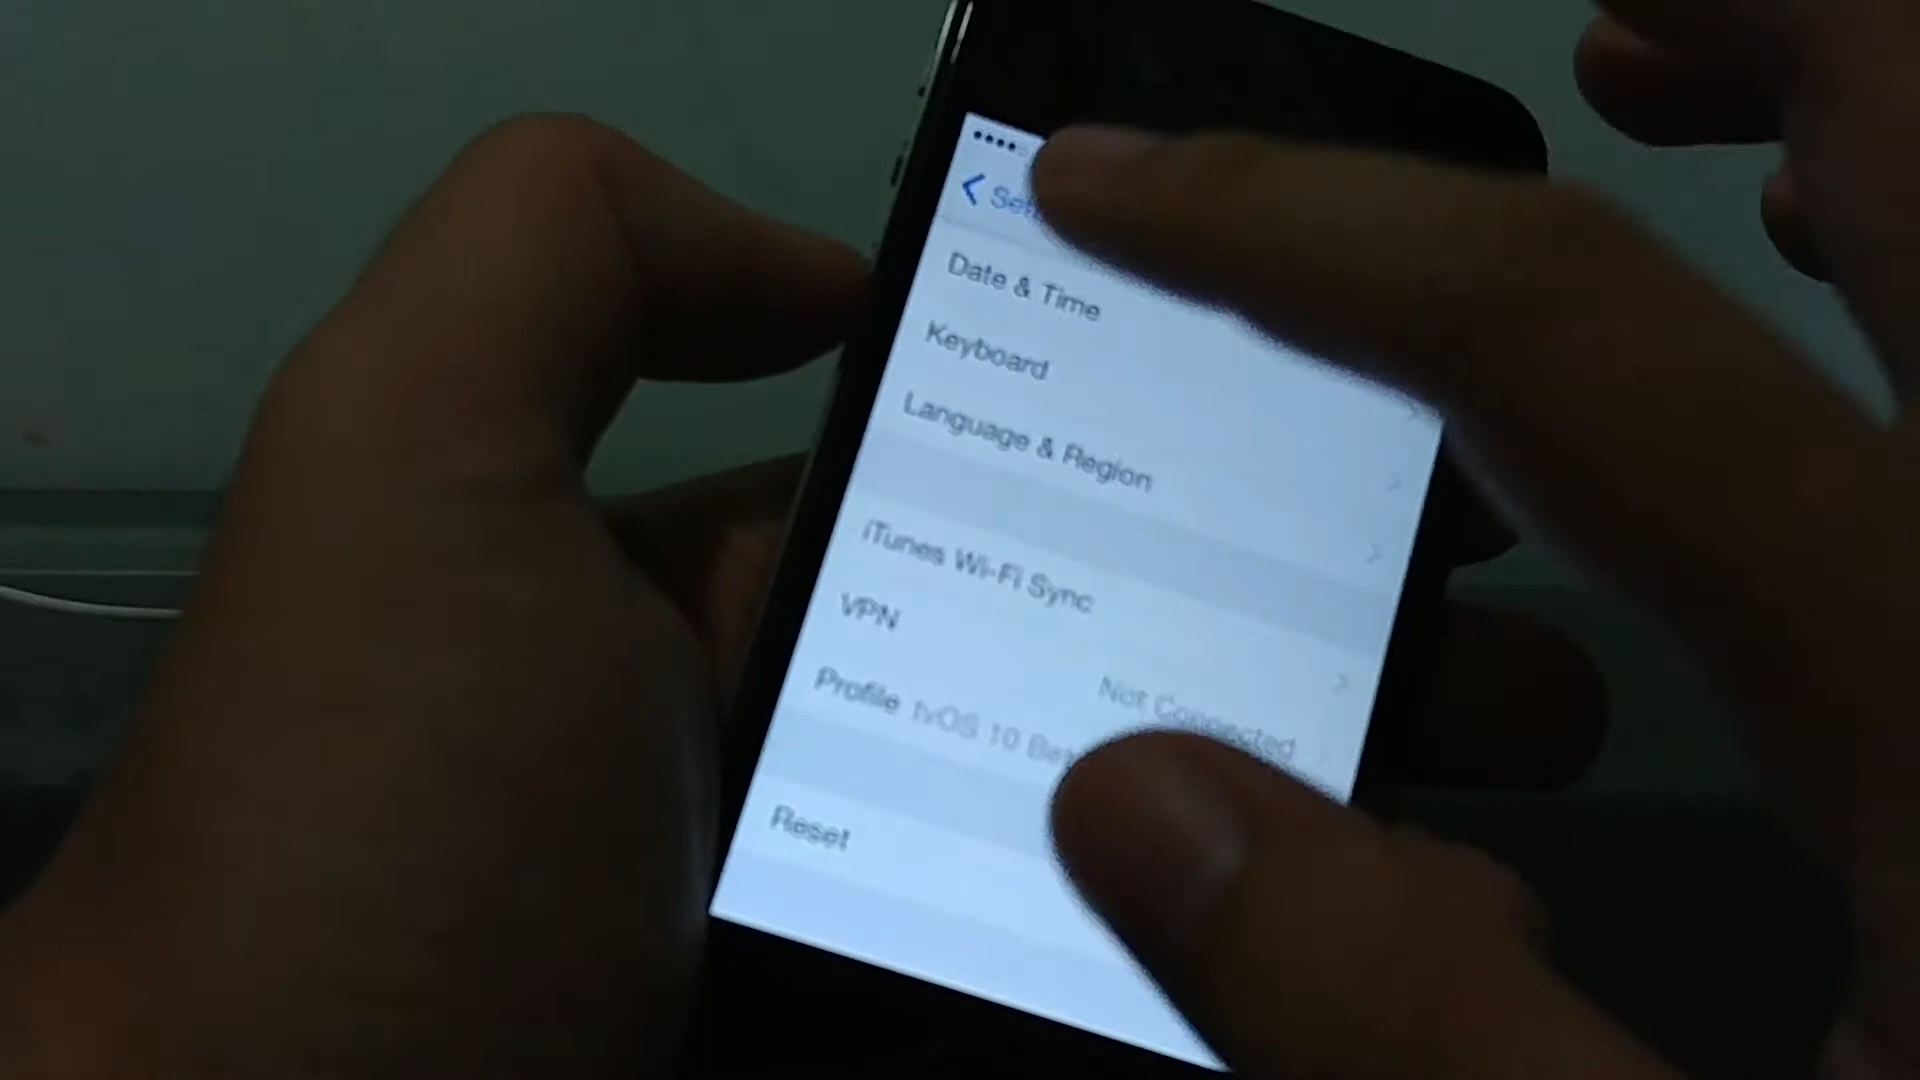 Date & Time
Keyboard
Language & Region
iTunes Wi-Fi Sync
VPN
Not Connected
Profile tvOS 10
Reset